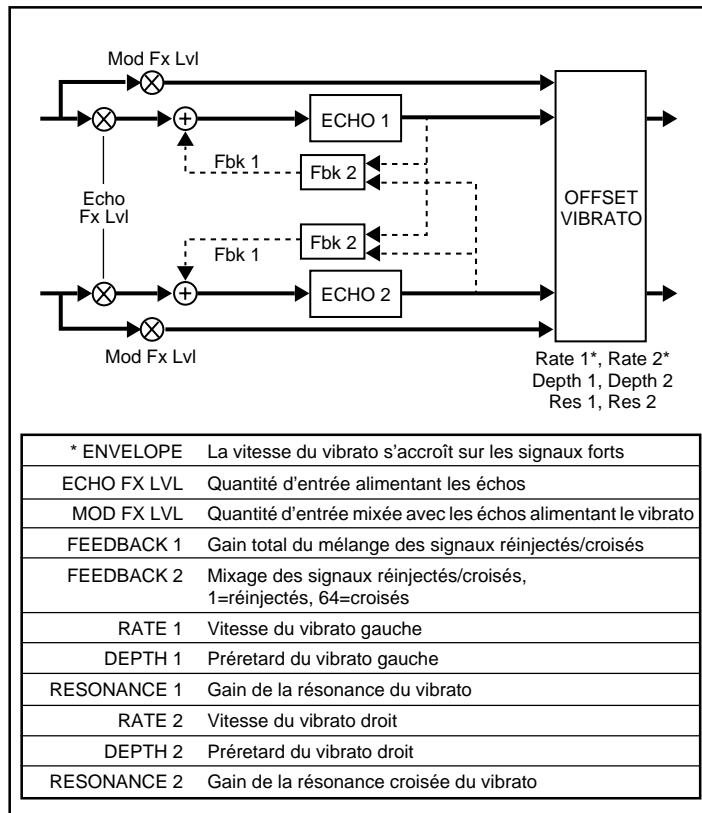 Mod Fx Lvl
ECHO 1
Fbk 1
Fbk 2
Echo
Fx Lvl
OFFSET
VIBRATO
Fbk 2
Fbk 1
ECHO 2
Mod Fx Lvl
Rate 1*, Rate 2*
Depth 1, Depth 2
Res 1, Res 2
* ENVELOPE La vitesse du vibrato s'accroît sur les signaux forts
ECHO FX LVL Quantité d'entrée alimentant les échos
MOD FX LVL Quantité d'entrée mixée avec les échos alimentant le vibrato
FEEDBACK 1 Gain total du mélange des signaux réinjectés/croisés
FEEDBACK 2 Mixage des signaux réinjectés/croisés,
1=réinjectés, 64=croisés
RATE 1 Vitesse du vibrato gauche
DEPTH 1 Préretard du vibrato gauche
RESONANCE 1 Gain de la résonance du vibrato
RATE 2 Vitesse du vibrato droit
DEPTH 2 Préretard du vibrato droit
RESONANCE 2 Gain de la résonance croisée du vibrato